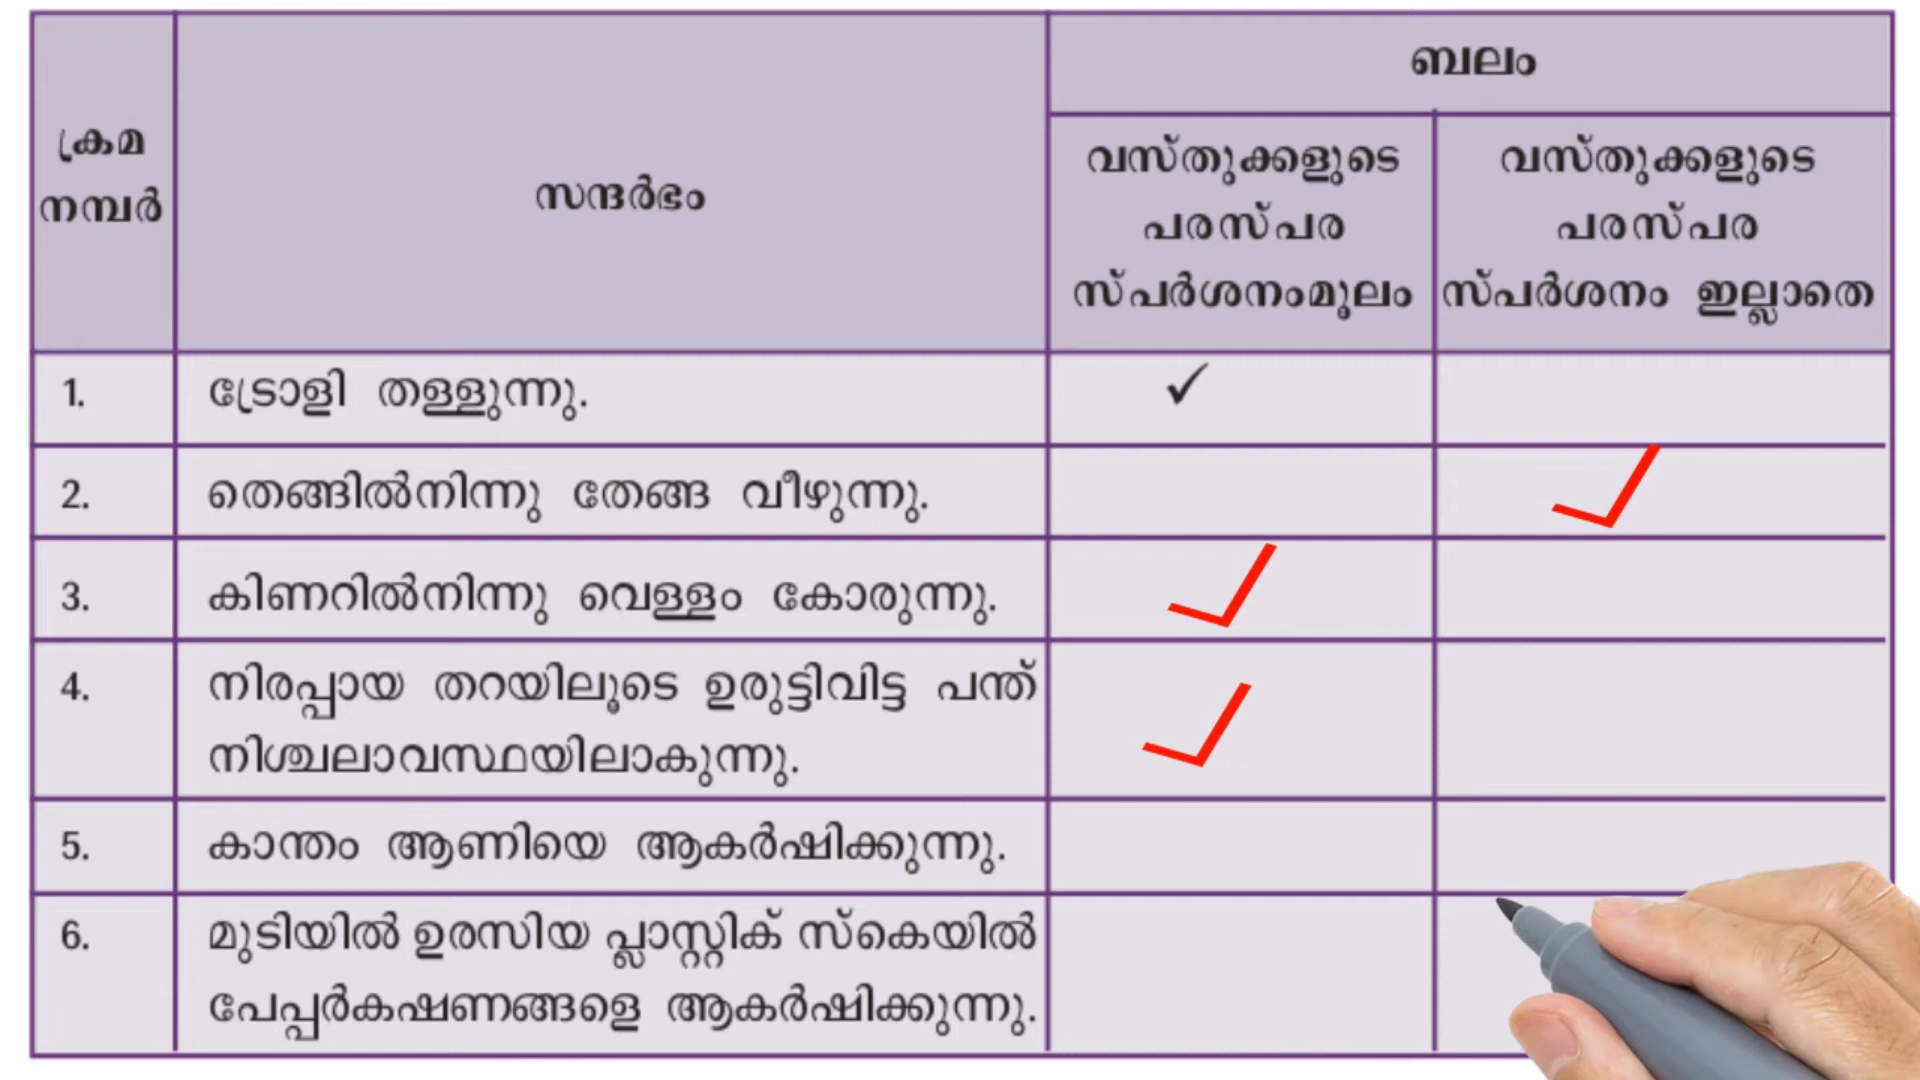 ക്രമ
നമ്പർ
സന്ദർഭം
ബലം
വസ്തുക്കളുടെ
പരസ്പര
സ്പർശനംമൂലം
വസ്തുക്കളുടെ
പരസ്പര
സ്പർശനം ഇല്ലാതെ
1. ട്രോളി തള്ളുന്നു. ✓
2. തെങ്ങിൽനിന്നു തേങ്ങ വീഴുന്നു. ✓
3. കിണറിൽനിന്നു വെള്ളം കോരുന്നു. ✓
4. നിരപ്പായ തറയിലൂടെ ഉരുട്ടിവിട്ട പന്ത് ✓
നിശ്ചലാവസ്ഥയിലാകുന്നു.
5. കാന്തം ആണിയെ ആകർഷിക്കുന്നു.
6. മുടിയിൽ ഉരസിയ പ്ലാസ്റ്റിക് സ്കെയിൽ
പേപ്പർകഷണങ്ങളെ ആകർഷിക്കുന്നു.